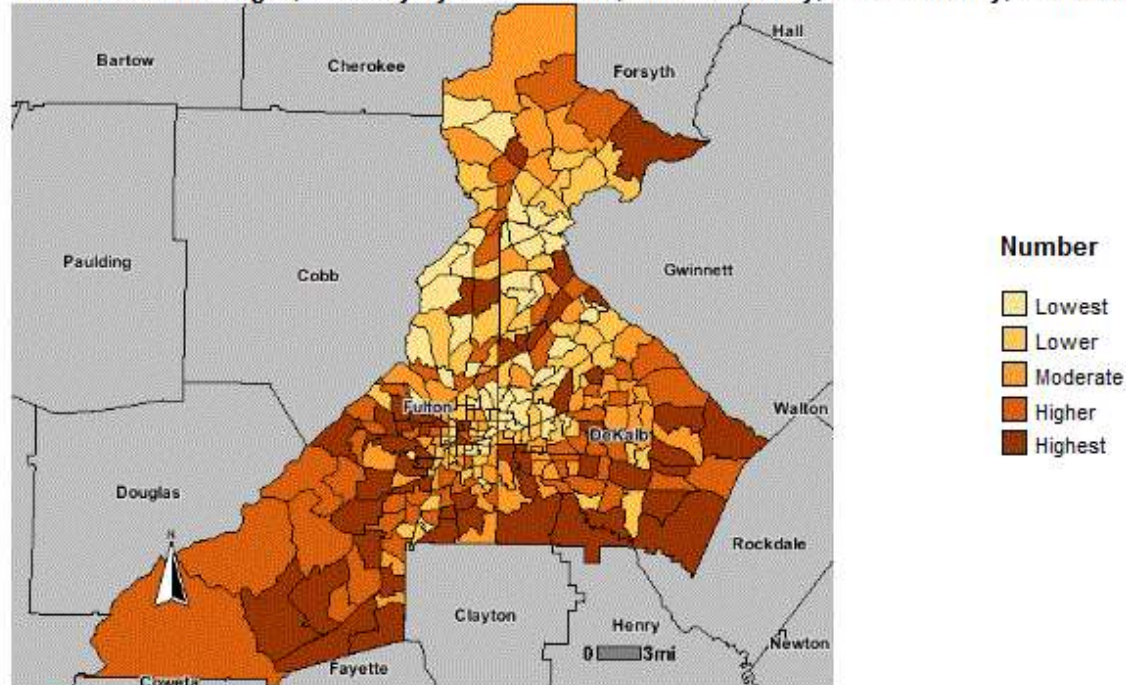 Hall
Bartow
Cherokee
Forsyth
Paulding
Cobb
Gwinnett
Number
Lowest
Lower
Moderate
Higher
Highest
Fulton
Walton
DeKalb
Douglas
N
Rockdale
Clayton
Henry
Newton
0 3mi
Fayette
Coweta